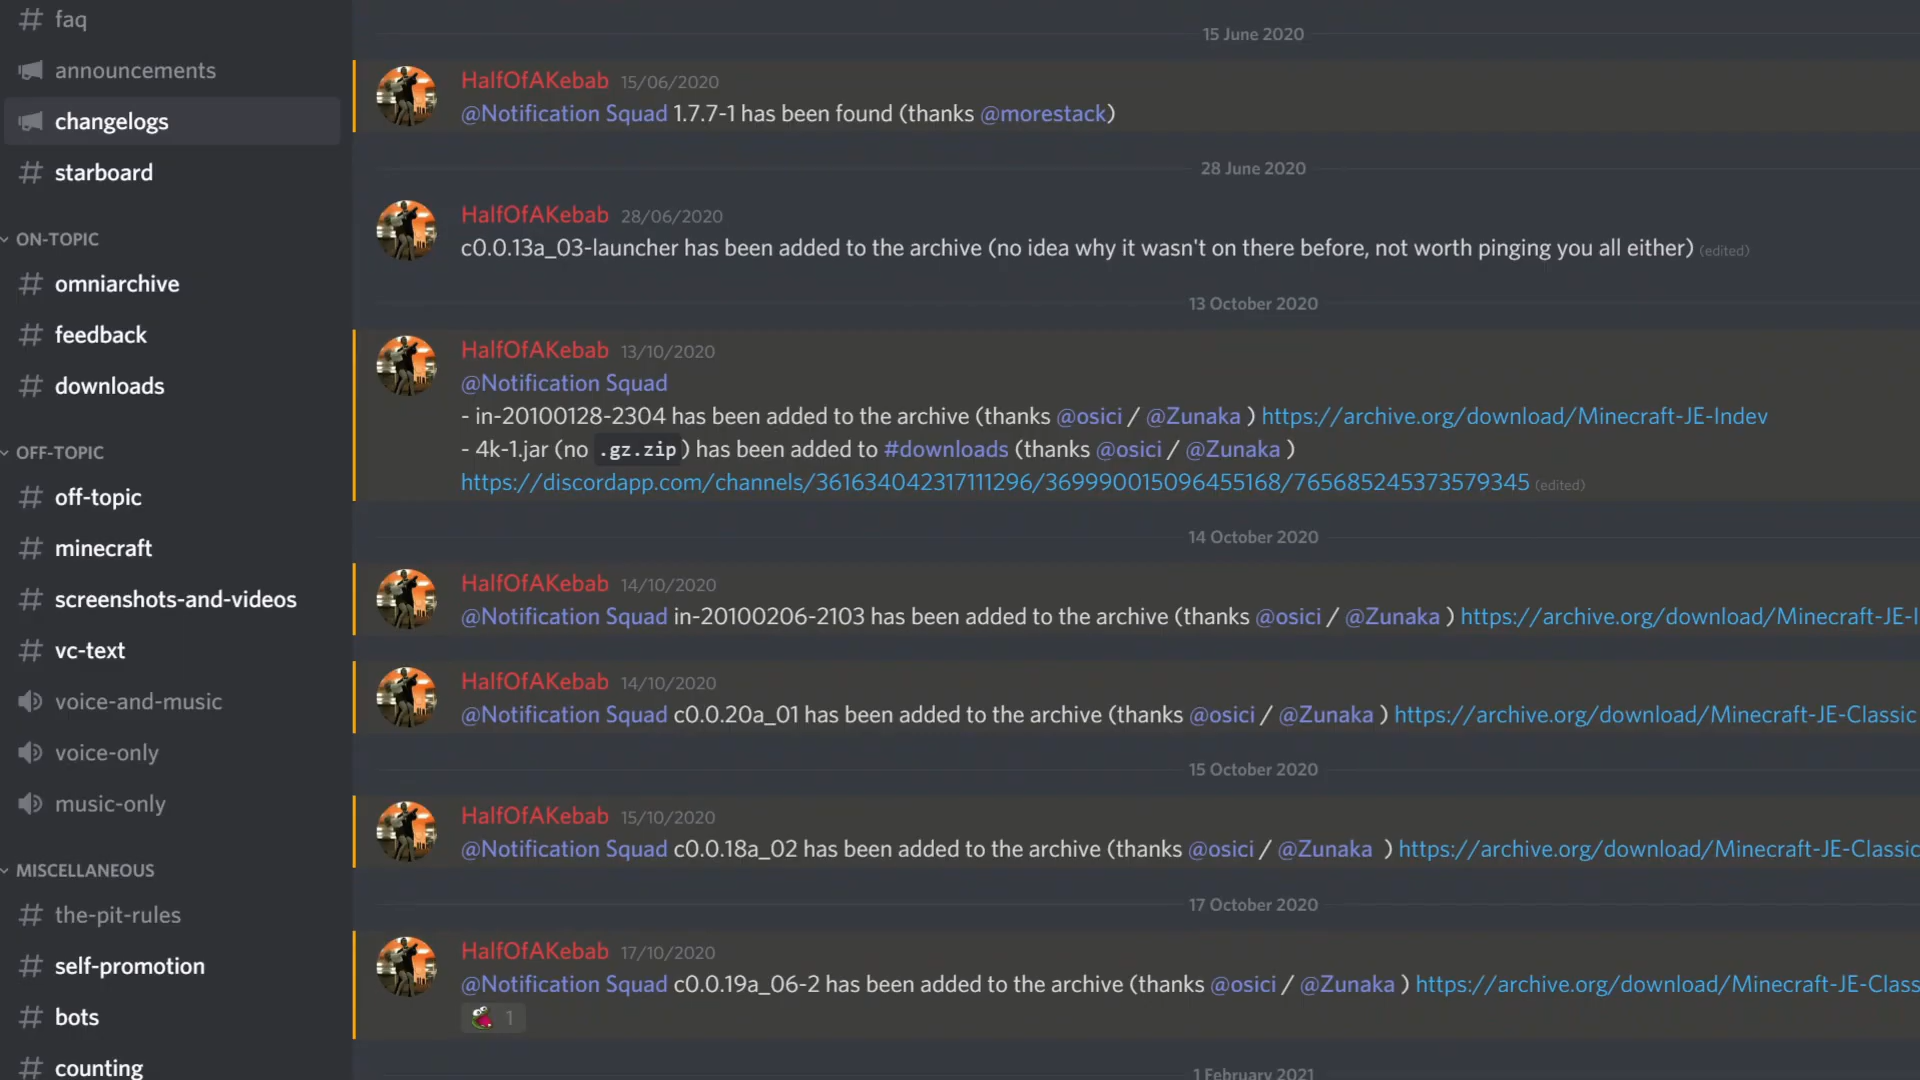 faq
announcements
changelogs
starboard
ON-TOPIC
omniarchive
feedback
downloads
OFF-TOPIC
off-topic
minecraft
screenshots-and-videos
vc-text
voice-and-music
voice-only
music-only
MISCELLANEOUS
the-pit-rules
self-promotion
bots
counting
15 June 2020
HalfOfAKebab 15/06/2020
@Notification Squad 1.7.7-1 has been found (thanks @morestack)
28 June 2020
HalfOfAKebab 28/06/2020
c0.0.13a_03-launcher has been added to the archive (no idea why it wasn't on there before, not worth pinging you all either) (edited)
13 October 2020
HalfOfAKebab 13/10/2020
@Notification Squad
- in-20100128-2304 has been added to the archive (thanks @osici / @Zunaka ) https://archive.org/download/Minecraft-JE-Indev
- 4k-1.jar (no .gz.zip) has been added to #downloads (thanks @osici / @Zunaka )
https://discordapp.com/channels/361634042317111296/369990015096455168/765685245373579345 (edited)
14 October 2020
HalfOfAKebab 14/10/2020
@Notification Squad in-20100206-2103 has been added to the archive (thanks @osici / @Zunaka ) https://archive.org/download/Minecraft-JE-I
HalfOfAKebab 14/10/2020
@Notification Squad c0.0.20a_01 has been added to the archive (thanks @osici / @Zunaka ) https://archive.org/download/Minecraft-JE-Classic
15 October 2020
HalfOfAKebab 15/10/2020
@Notification Squad c0.0.18a_02 has been added to the archive (thanks @osici / @Zunaka ) https://archive.org/download/Minecraft-JE-Classic
17 October 2020
HalfOfAKebab 17/10/2020
@Notification Squad c0.0.19a_06-2 has been added to the archive (thanks @osici / @Zunaka ) https://archive.org/download/Minecraft-JE-Class
1
1 February 2021